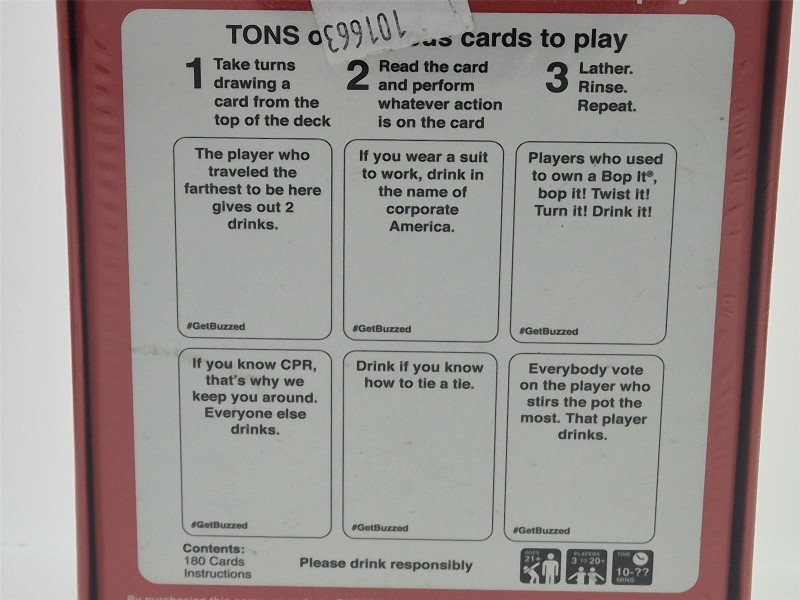 TONS cards to play
101663
1
Take turns
drawing a
card from the
top of the deck
2
Read the card
and perform
whatever action
is on the card
3
Lather.
Rinse.
Repeat.
The player who
traveled the
farthest to be here
gives out 2
drinks.
#GetBuzzed
If you wear a suit
to work, drink in
the name of
corporate
America.
#GetBuzzed
Players who used
to own a Bop It®,
bop it! Twist it!
Turn it! Drink it!
#GetBuzzed
If you know CPR,
that's why we
keep you around.
Everyone else
drinks.
#GetBuzzed
Drink if you know
how to tie a tie.
#GetBuzzed
Everybody vote
on the player who
stirs the pot the
most. That player
drinks.
#GetBuzzed
Contents:
180 Cards
Instructions
Please drink responsibly
AGES
21+
PLAYERS
3 TO 20+
TIME
10-??
MINS